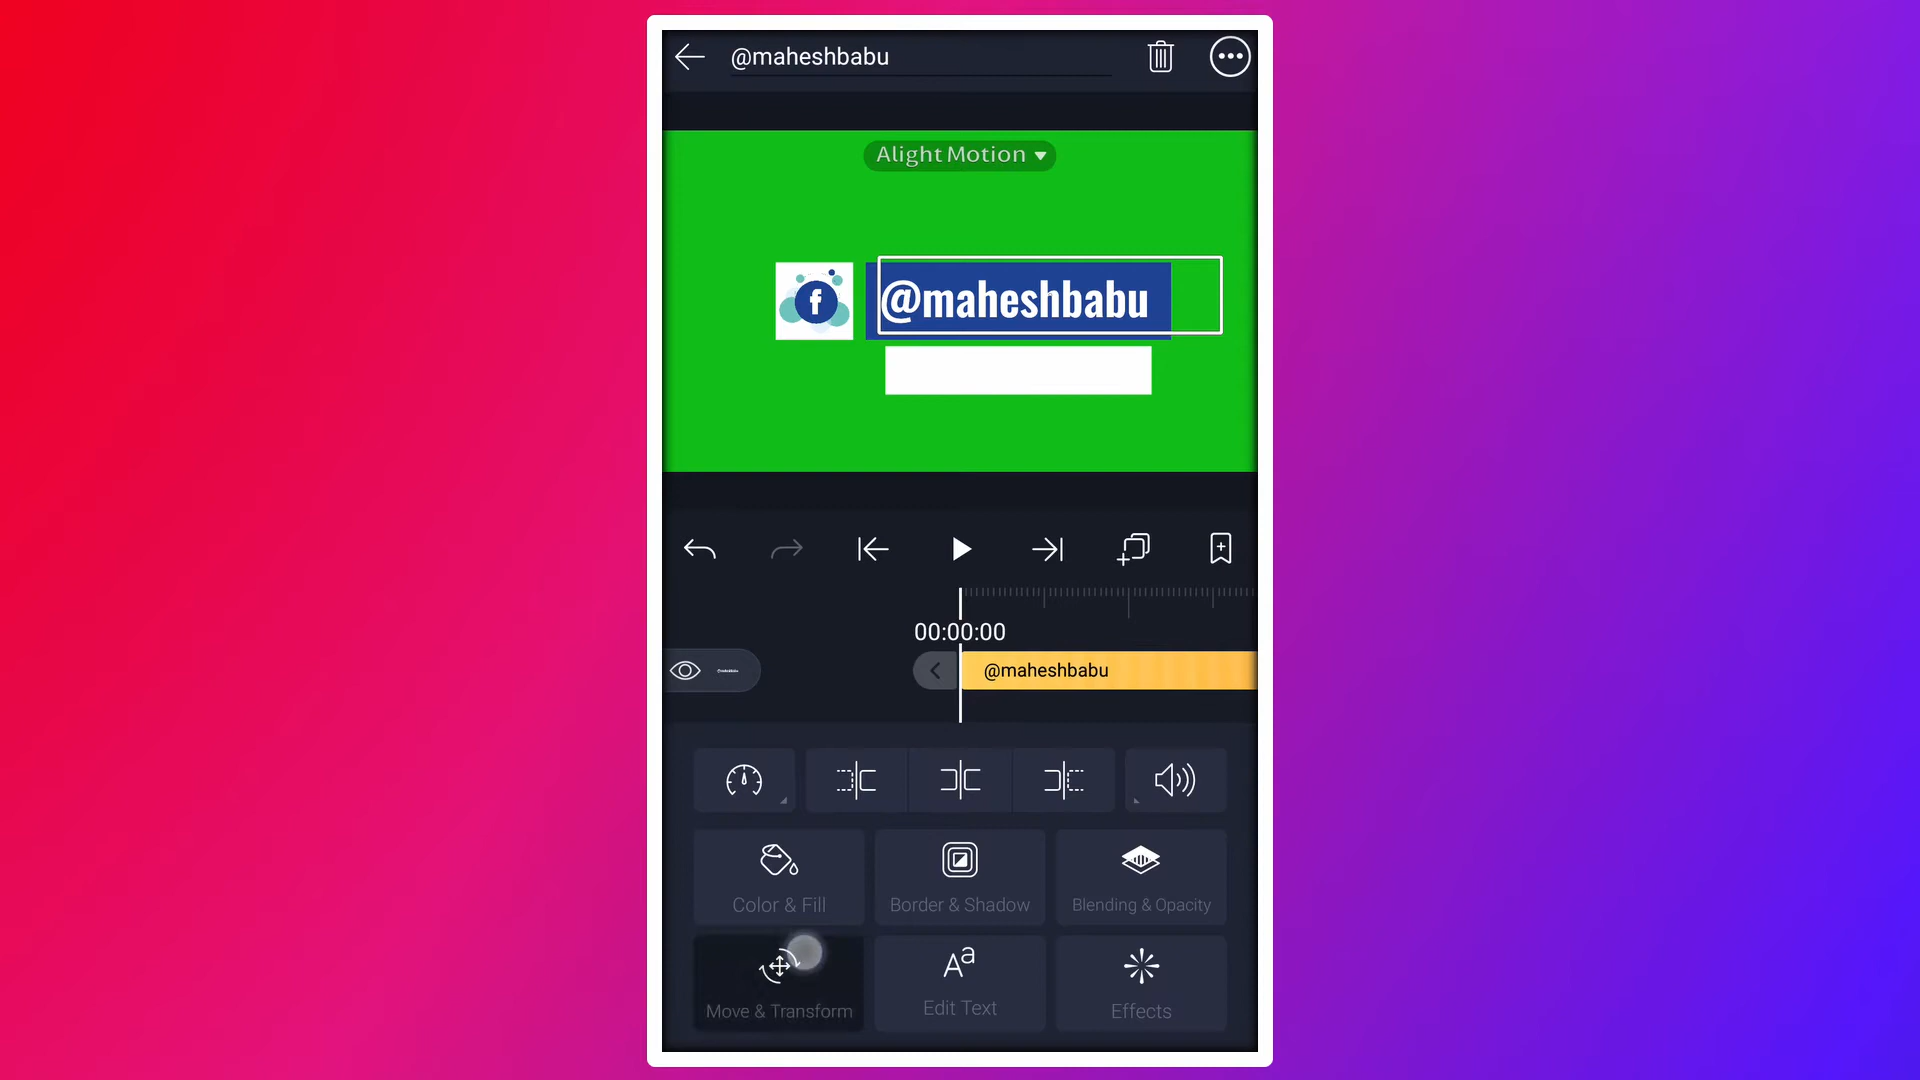 @maheshbabu
Alight Motion
f
@maheshbabu
00:00:00
@maheshbabu
Color & Fill
Border & Shadow
Blending & Opacity
Move & Transform
Aa
Edit Text
Effects